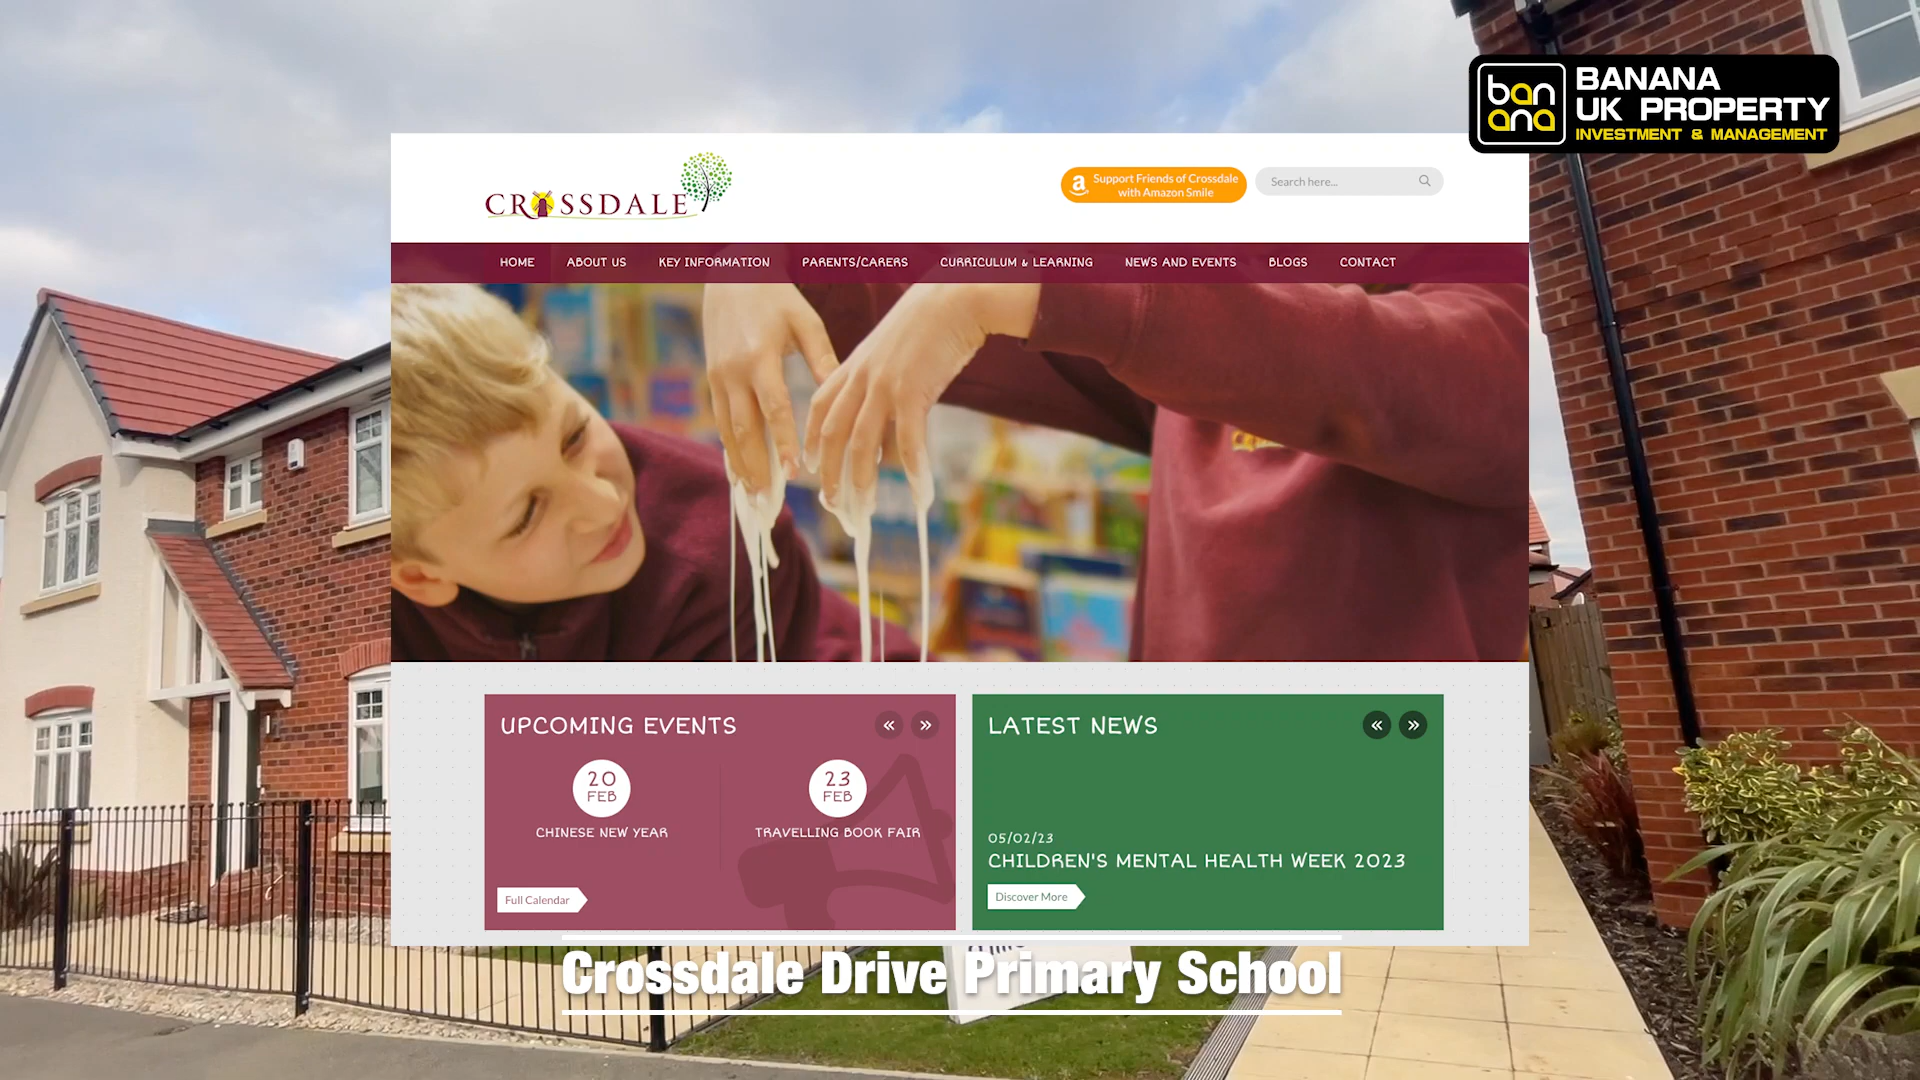 ban
ana
BANANA
UK PROPERTY
INVESTMENT & MANAGEMENT
CROSSDALE
a
Support Friends of Crossdale
with Amazon Smile
Search here...
HOME
ABOUT US
KEY INFORMATION
PARENTS/CARERS
CURRICULUM & LEARNING
NEWS AND EVENTS
BLOGS
CONTACT
UPCOMING EVENTS
« »
20
FEB
CHINESE NEW YEAR
23
FEB
TRAVELLING BOOK FAIR
Full Calendar
LATEST NEWS
« »
05/02/23
CHILDREN'S MENTAL HEALTH WEEK 2023
Discover More
Crossdale Drive Primary School